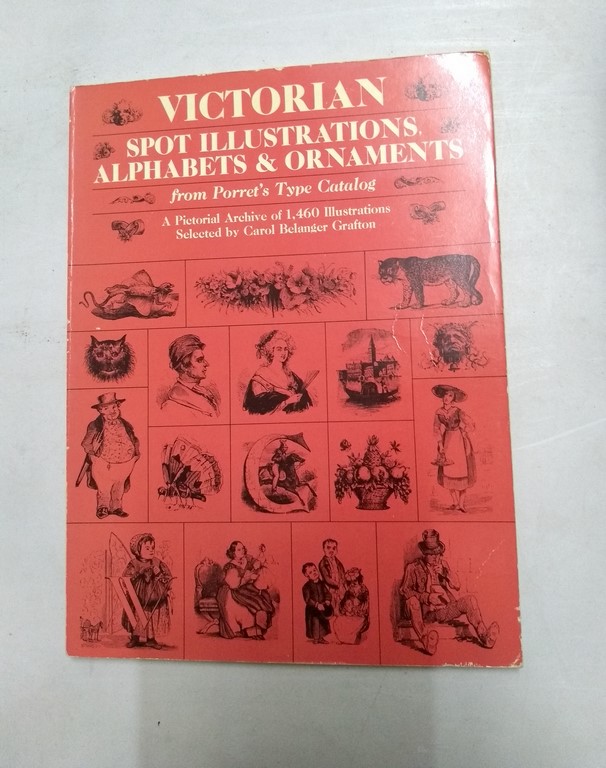 VICTORIAN
SPOT ILLUSTRATIONS,
ALPHABETS & ORNAMENTS
from Porret's Type Catalog
A Pictorial Archive of 1,460 Illustrations
Selected by Carol Belanger Grafton
C
N